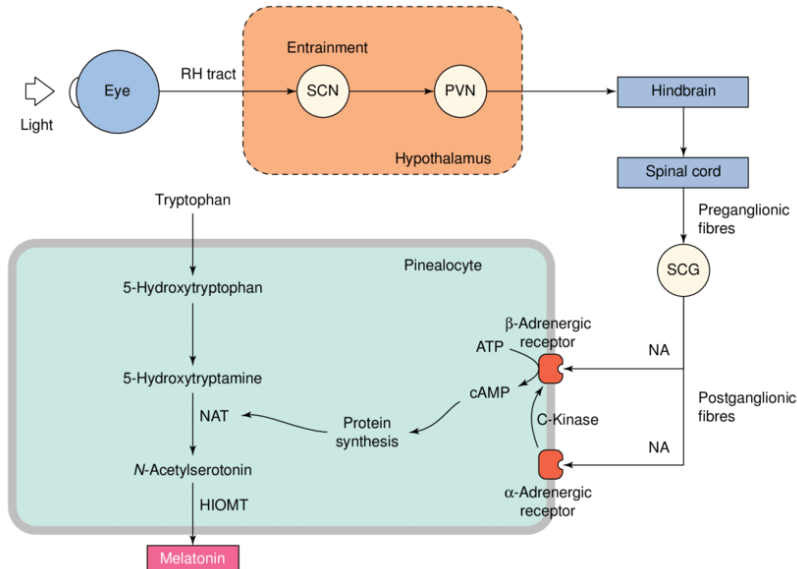 Light
Eye
RH tract
Entrainment
SCN
PVN
Hypothalamus
Hindbrain
Spinal cord
Preganglionic
fibres
SCG
NA
Postganglionic
fibres
NA
Tryptophan
Pinealocyte
5-Hydroxytryptophan
5-Hydroxytryptamine
NAT
N-Acetylserotonin
HIOMT
Melatonin
β-Adrenergic
receptor
ATP
cAMP
Protein
synthesis
C-Kinase
α-Adrenergic
receptor